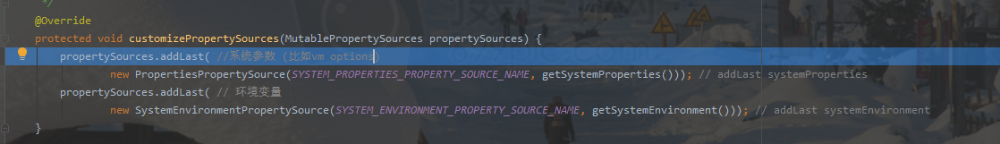 */
@Override
protected void customizePropertySources(MutablePropertySources propertySources) {
propertySources.addLast( //系统参数 (比如vm options)
new PropertiesPropertySource(SYSTEM_PROPERTIES_PROPERTY_SOURCE_NAME, getSystemProperties())); // addLast systemProperties
propertySources.addLast( // 环境变量
new SystemEnvironmentPropertySource(SYSTEM_ENVIRONMENT_PROPERTY_SOURCE_NAME, getSystemEnvironment())); // addLast systemEnvironment
}